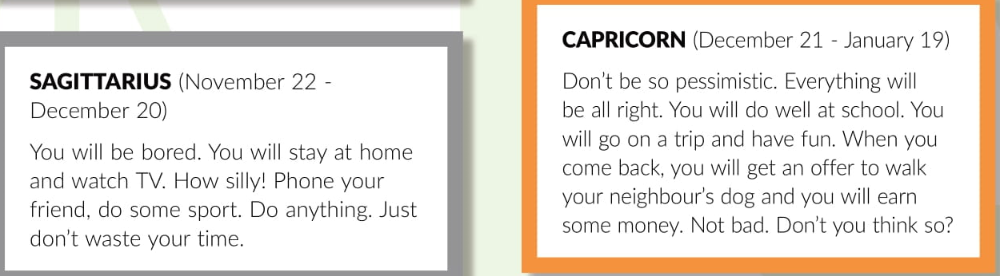 SAGITTARIUS (November 22 -
December 20)
You will be bored. You will stay at home
and watch TV. How silly! Phone your
friend, do some sport. Do anything. Just
don't waste your time.
CAPRICORN (December 21 - January 19)
Don't be so pessimistic. Everything will
be all right. You will do well at school. You
will go on a trip and have fun. When you
come back, you will get an offer to walk
your neighbour's dog and you will earn
some money. Not bad. Don't you think so?